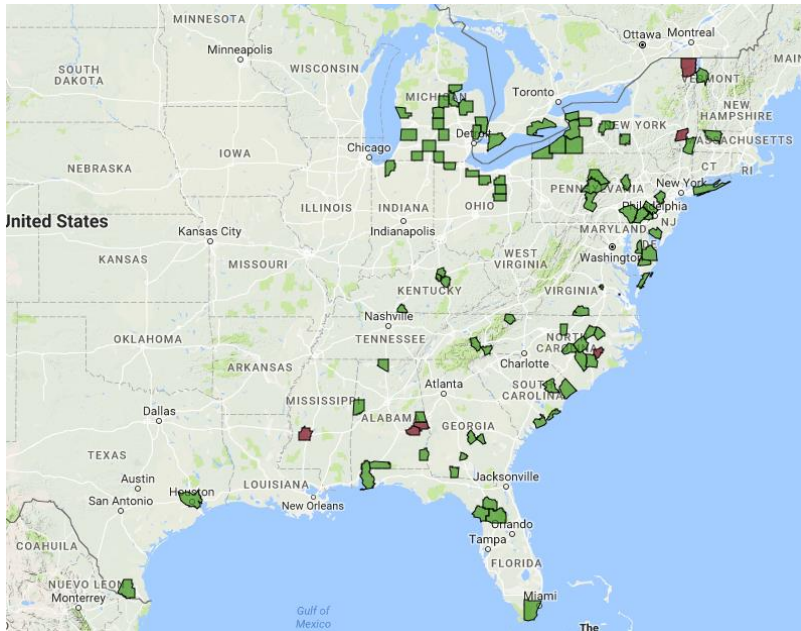 MINNESOTA
Ottawa
Montreal
Minneapolis
MAIN
SOUTH
DAKOTA
WISCONSIN
VERMONT
MICHIGAN
Toronto
NEW
HAMPSHIRE
NEW YORK
Detroit
MASSACHUSETTS
Chicago
IOWA
CT
RI
NEBRASKA
PENNSYLVANIA
New York
ILLINOIS
INDIANA
OHIO
Philadelphia
United States
Indianapolis
MARYLAND
NJ
Kansas City
DE
Washington
KANSAS
MISSOURI
WEST
VIRGINIA
KENTUCKY
VIRGINIA
Nashville
OKLAHOMA
TENNESSEE
NORTH
CAROLINA
ARKANSAS
Charlotte
Atlanta
SOUTH
CAROLINA
MISSISSIPPI
Dallas
ALABAMA
GEORGIA
TEXAS
Austin
LOUISIANA
Jacksonville
San Antonio
Houston
New Orleans
Orlando
COAHUILA
Tampa
FLORIDA
NUEVO LEON
Monterrey
Miami
Gulf of
Mexico
The